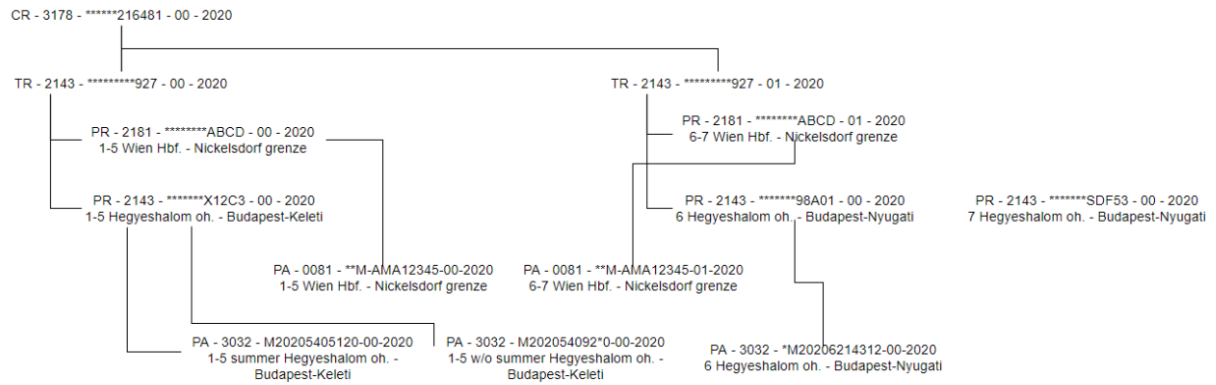 CR - 3178 - ******216481 - 00 - 2020
TR - 2143 - *********927 - 00 - 2020
TR - 2143 - *********927 - 01 - 2020
PR - 2181 - ********ABCD - 00 - 2020
1-5 Wien Hbf. - Nickelsdorf grenze
PR - 2181 - ********ABCD - 01 - 2020
6-7 Wien Hbf. - Nickelsdorf grenze
PR - 2143 - *******X12C3 - 00 - 2020
1-5 Hegyeshalom oh. - Budapest-Keleti
PR - 2143 - *******98A01 - 00 - 2020
6 Hegyeshalom oh. - Budapest-Nyugati
PR - 2143 - *******SDF53 - 00 - 2020
7 Hegyeshalom oh. - Budapest-Nyugati
PA - 0081 - **M-AMA12345-00-2020
1-5 Wien Hbf. - Nickelsdorf grenze
PA - 0081 - **M-AMA12345-01-2020
6-7 Wien Hbf. - Nickelsdorf grenze
PA - 3032 - M20205405120-00-2020
1-5 summer Hegyeshalom oh. -
Budapest-Keleti
PA - 3032 - M202054092*0-00-2020
1-5 w/o summer Hegyeshalom oh. -
Budapest-Keleti
PA - 3032 - *M20206214312-00-2020
6 Hegyeshalom oh. - Budapest-Nyugati